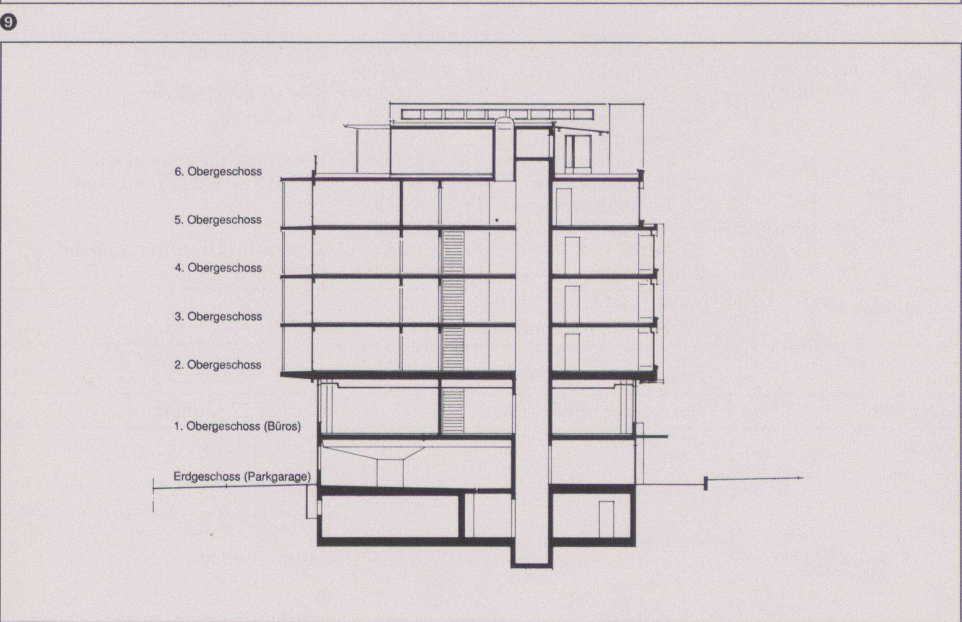 9
6. Obergeschoss
5. Obergeschoss
4. Obergeschoss
3. Obergeschoss
2. Obergeschoss
1. Obergeschoss (Büros)
Erdgeschoss (Parkgarage)